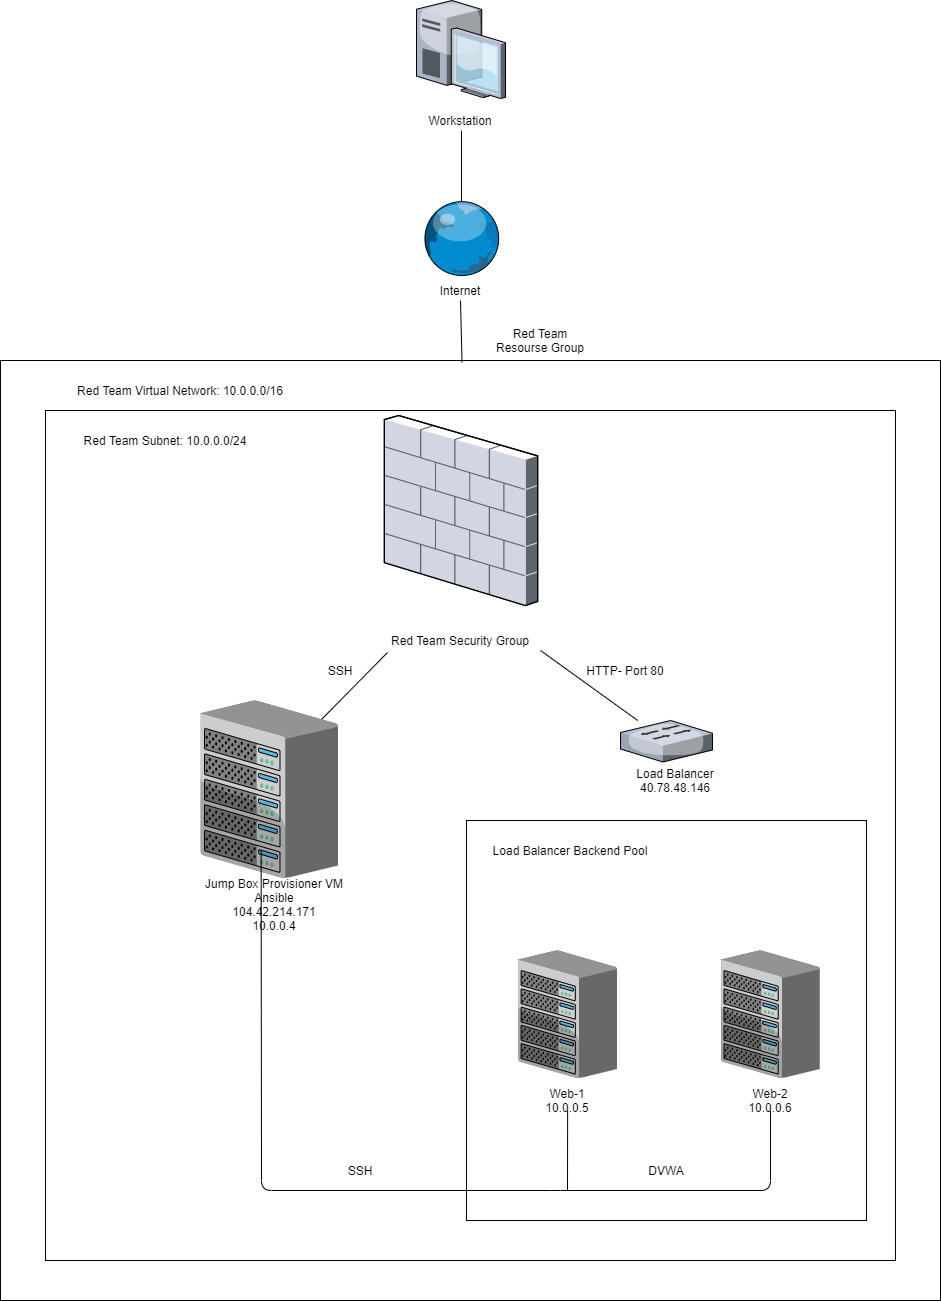 Workstation
Internet
Red Team
Resourse Group
Red Team Virtual Network: 10.0.0.0/16
Red Team Subnet: 10.0.0.0/24
Red Team Security Group
SSH
HTTP- Port 80
Load Balancer
40.78.48.146
Load Balancer Backend Pool
Jump Box Provisioner VM
Ansible
104.42.214.171
10.0.0.4
Web-1
10.0.0.5
Web-2
10.0.0.6
SSH
DVWA